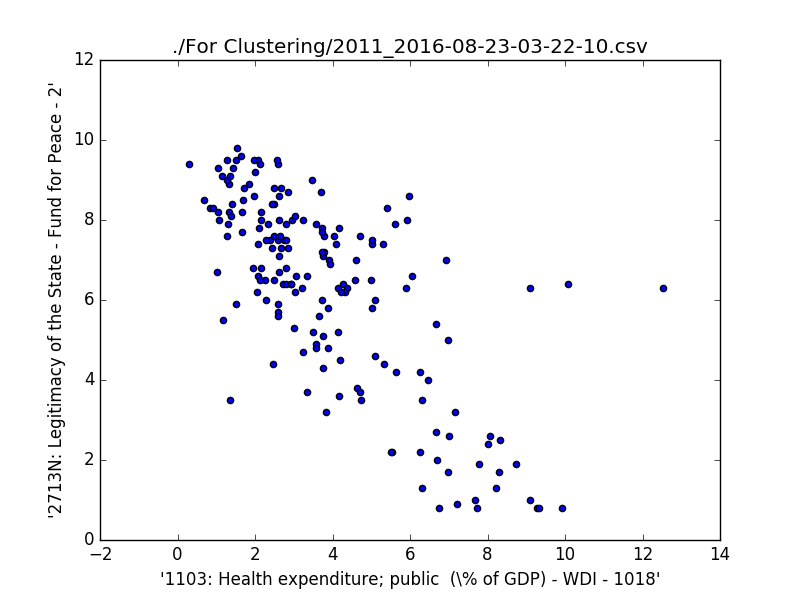 ./For Clustering/2011_2016-08-23-03-22-10.csv
12
10
8
6
4
2
0
'2713N: Legitimacy of the State - Fund for Peace - 2'
−2 0 2 4 6 8 10 12 14
'1103: Health expenditure; public  (\% of GDP) - WDI - 1018'